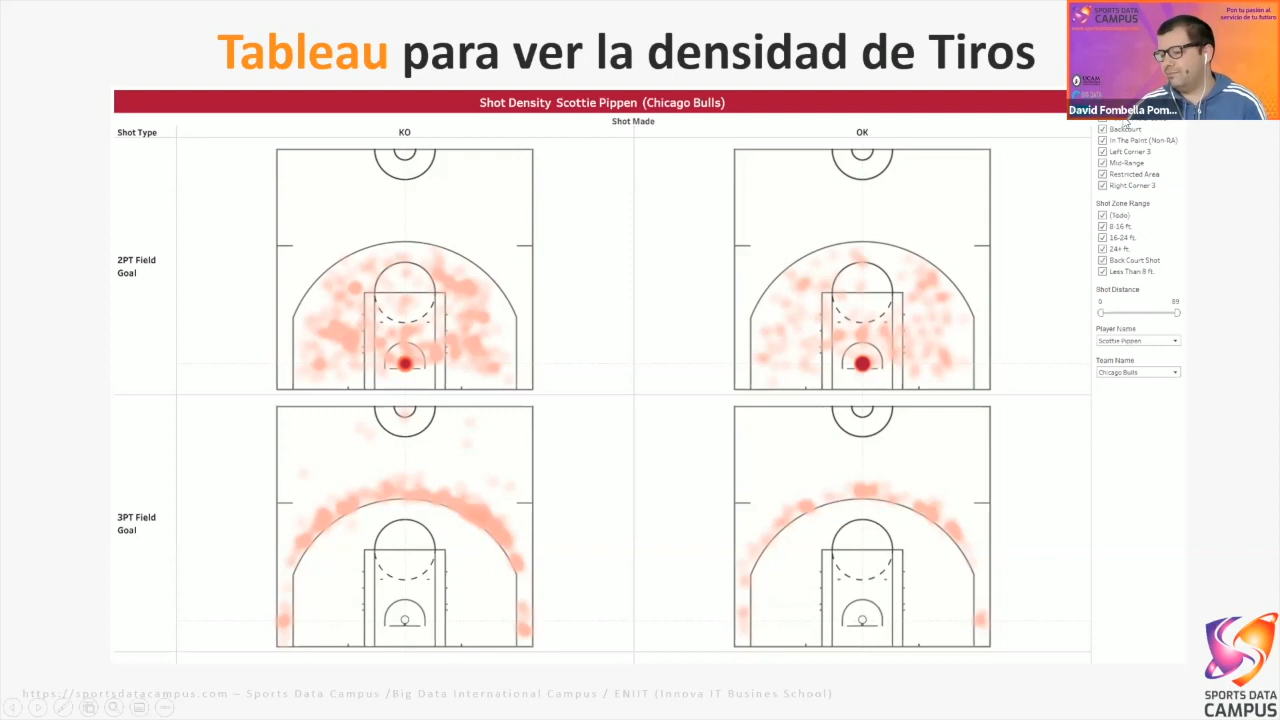 Tableau para ver la densidad de Tiros
SPORTS DATA
CAMPUS
Pon tu pasión al
servicio de tu futuro
UCAM
BIG DATA
David Fombella Pom...
Shot Density Scottie Pippen (Chicago Bulls)
Shot Made
Shot Type
KO
OK
2PT Field
Goal
3PT Field
Goal
Backcourt
In The Paint (Non-RA)
Left Corner 3
Mid-Range
Restricted Area
Right Corner 3
Shot Zone Range
(Todo)
8-16 ft.
16-24 ft.
24+ ft.
Back Court Shot
Less Than 8 ft.
Shot Distance
0 89
Player Name
Scottie Pippen
Team Name
Chicago Bulls
https://sportsdatacampus.com – Sports Data Campus /Big Data International Campus / ENIIT (Innova IT Busines School)
SPORTS DATA
CAMPUS